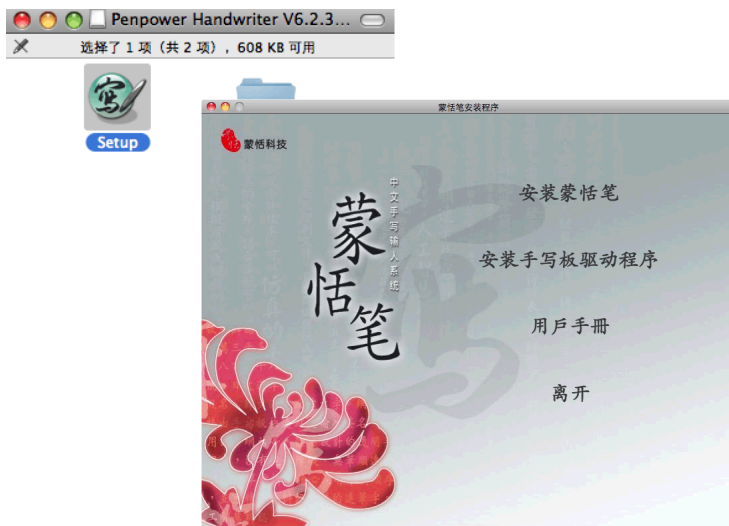 Penpower Handwriter V6.2.3...
选择了 1 项（共 2 项），608 KB 可用
寫
Setup
蒙恬笔安装程序
蒙恬科技
中文手写输入系统
蒙恬笔
寫
安装蒙恬笔
安装手写板驱动程序
用戶手冊
离开